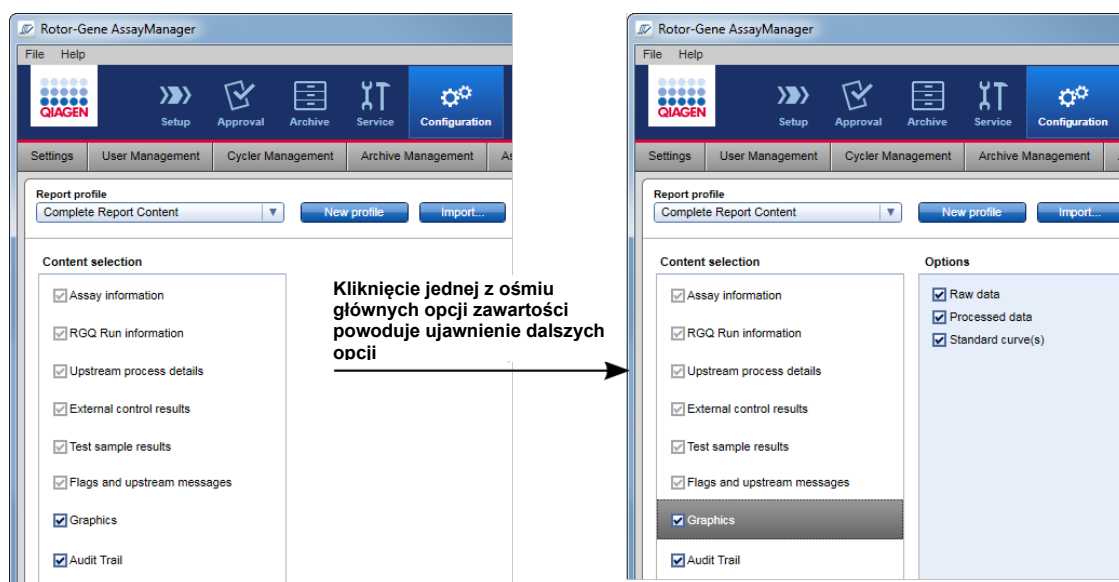 Rotor-Gene AssayManager
File Help
QIAGEN
Setup Approval Archive Service Configuration
Settings User Management Cycler Management Archive Management
Report profile
Complete Report Content New profile Import...
Content selection
Assay information
RGQ Run information
Upstream process details
External control results
Test sample results
Flags and upstream messages
Graphics
Audit Trail
Kliknięcie jednej z ośmiu
głównych opcji zawartości
powoduje ujawnienie dalszych
opcji
Rotor-Gene AssayManager
File Help
QIAGEN
Setup Approval Archive Service Configuration
Settings User Management Cycler Management Archive Management
Report profile
Complete Report Content New profile Import...
Content selection
Assay information
RGQ Run information
Upstream process details
External control results
Test sample results
Flags and upstream messages
Graphics
Audit Trail
Options
Raw data
Processed data
Standard curve(s)